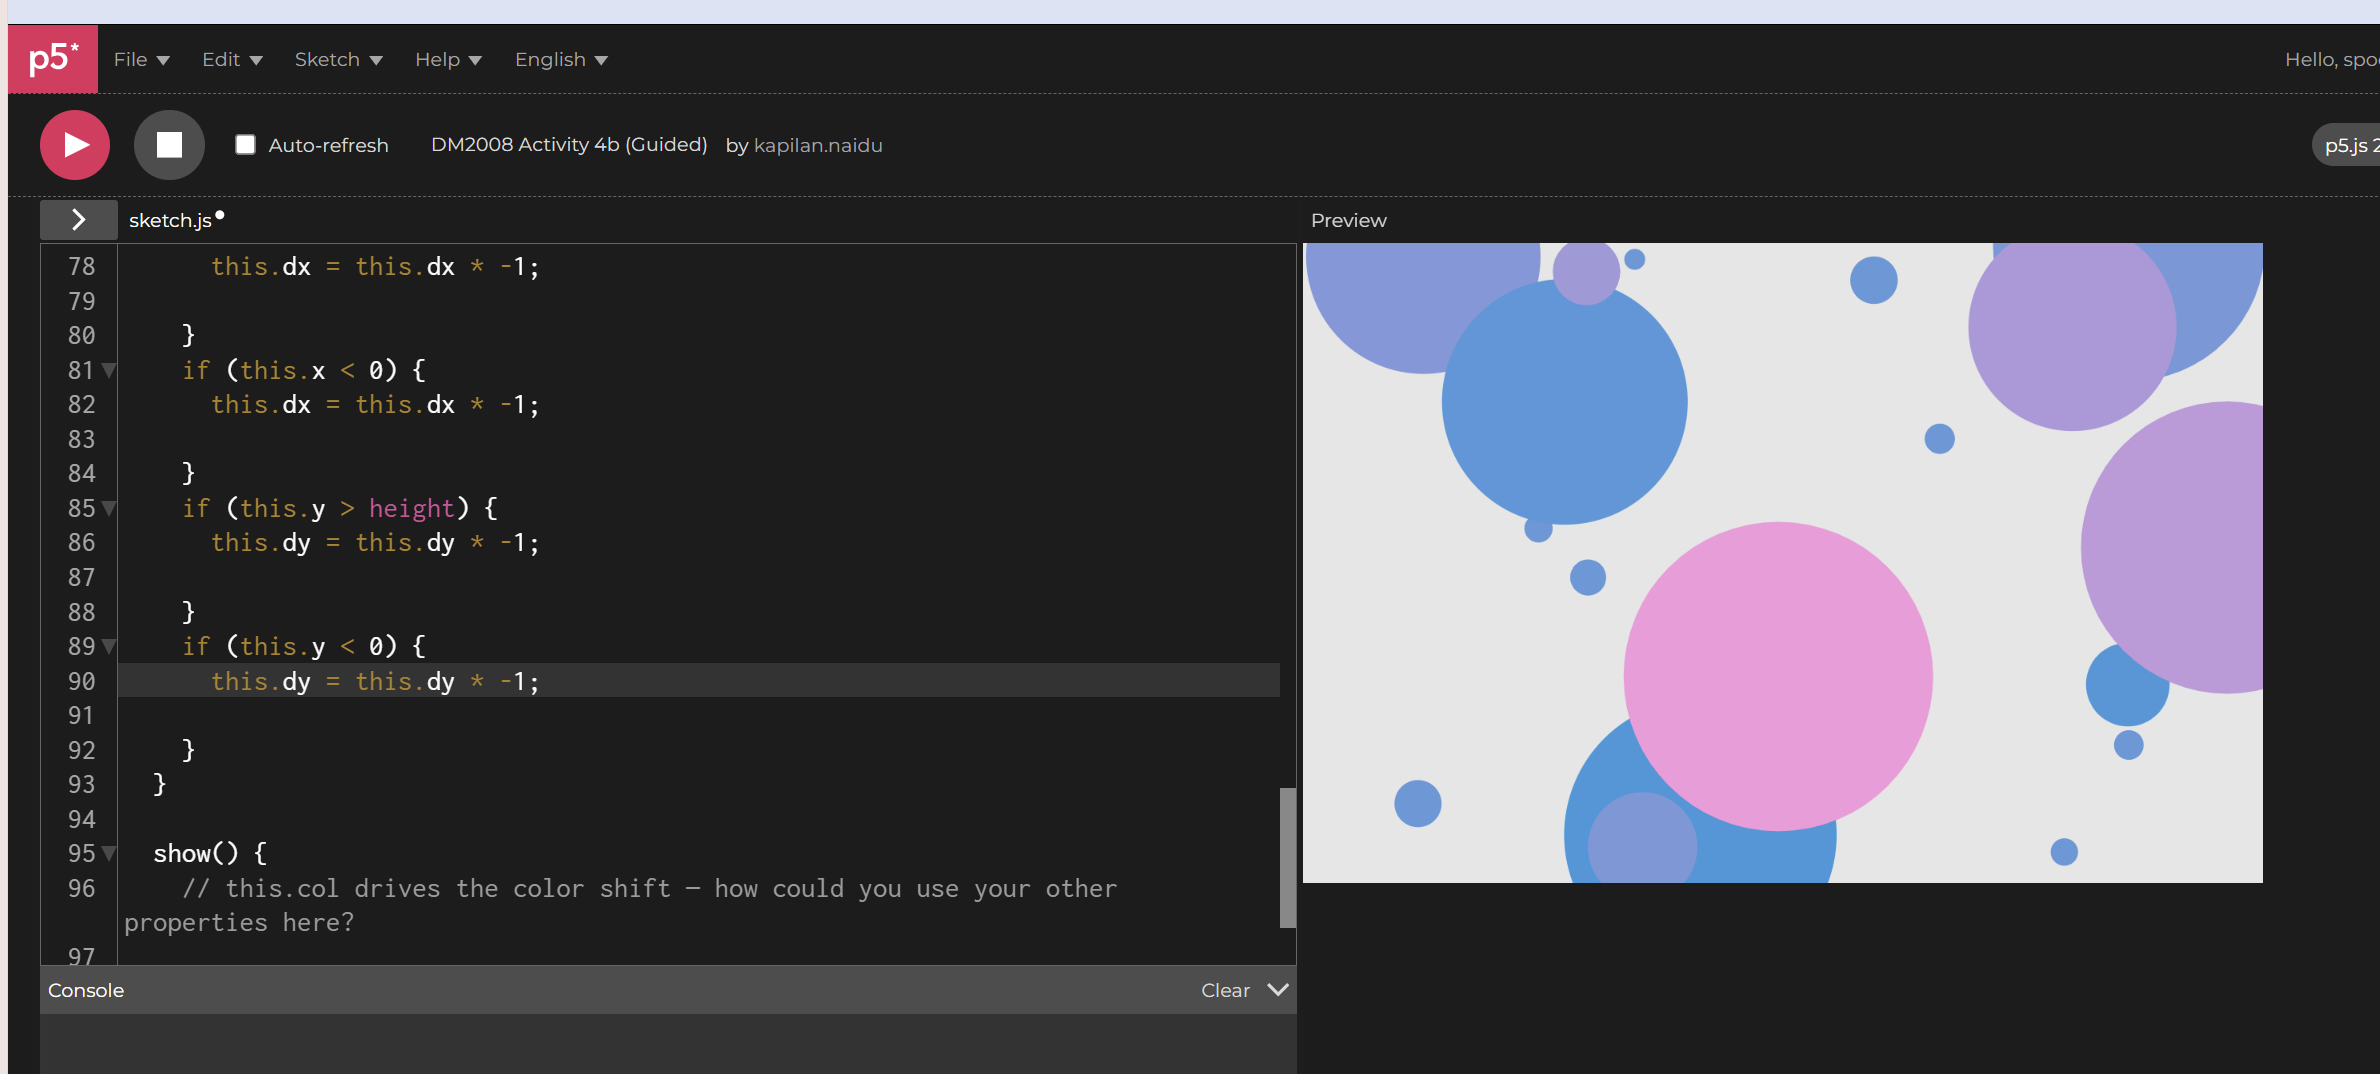 p5*
File
Edit
Sketch
Help
English
Hello, spo
Auto-refresh
DM2008 Activity 4b (Guided)
by kapilan.naidu
p5.js 2
sketch.js
Preview
78 this.dx = this.dx * -1;
79
80 }
81 if (this.x < 0) {
82 this.dx = this.dx * -1;
83
84 }
85 if (this.y > height) {
86 this.dy = this.dy * -1;
87
88 }
89 if (this.y < 0) {
90 this.dy = this.dy * -1;
91
92 }
93 }
94
95 show() {
96 // this.col drives the color shift — how could you use your other
properties here?
97
Console
Clear